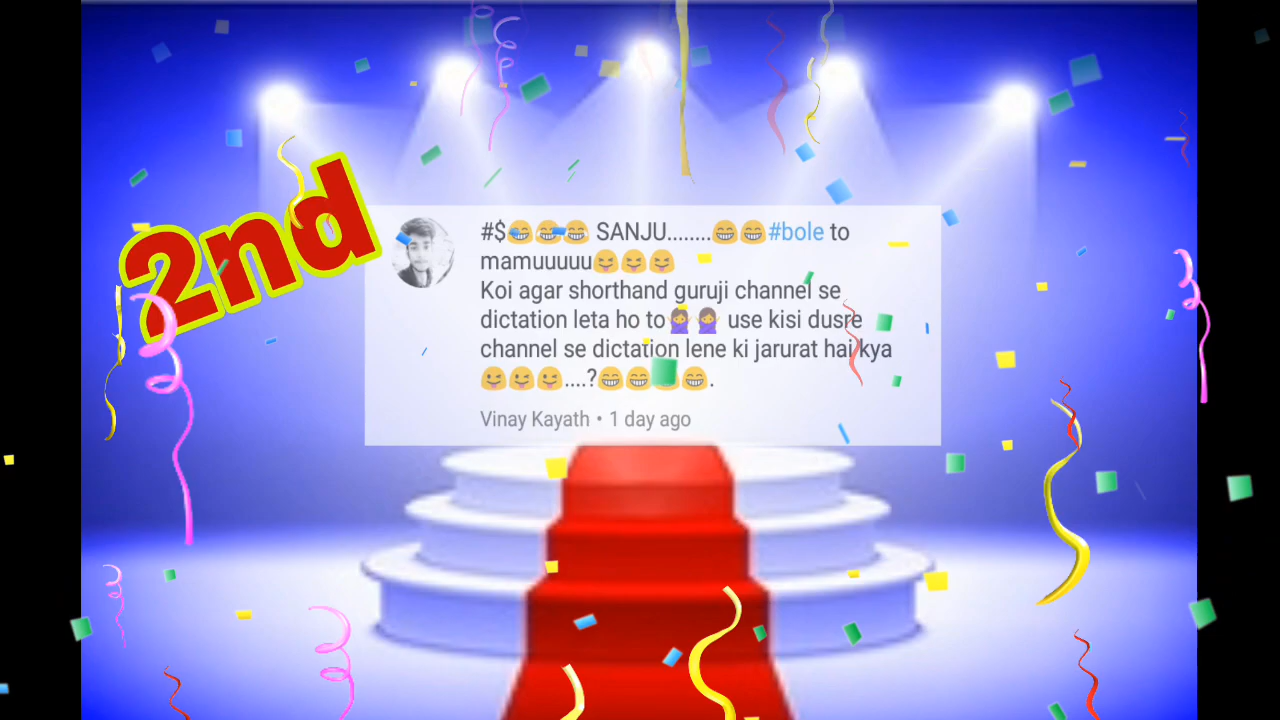 2nd
#$😂😂😂 SANJU........😁😁#bole to
mamuuuuu😝😝😝
Koi agar shorthand guruji channel se
dictation leta ho to🙅‍♀️🙅‍♀️ use kisi dusre
channel se dictation lene ki jarurat hai kya
😜😜😜....?😁😁😁😁.
Vinay Kayath • 1 day ago